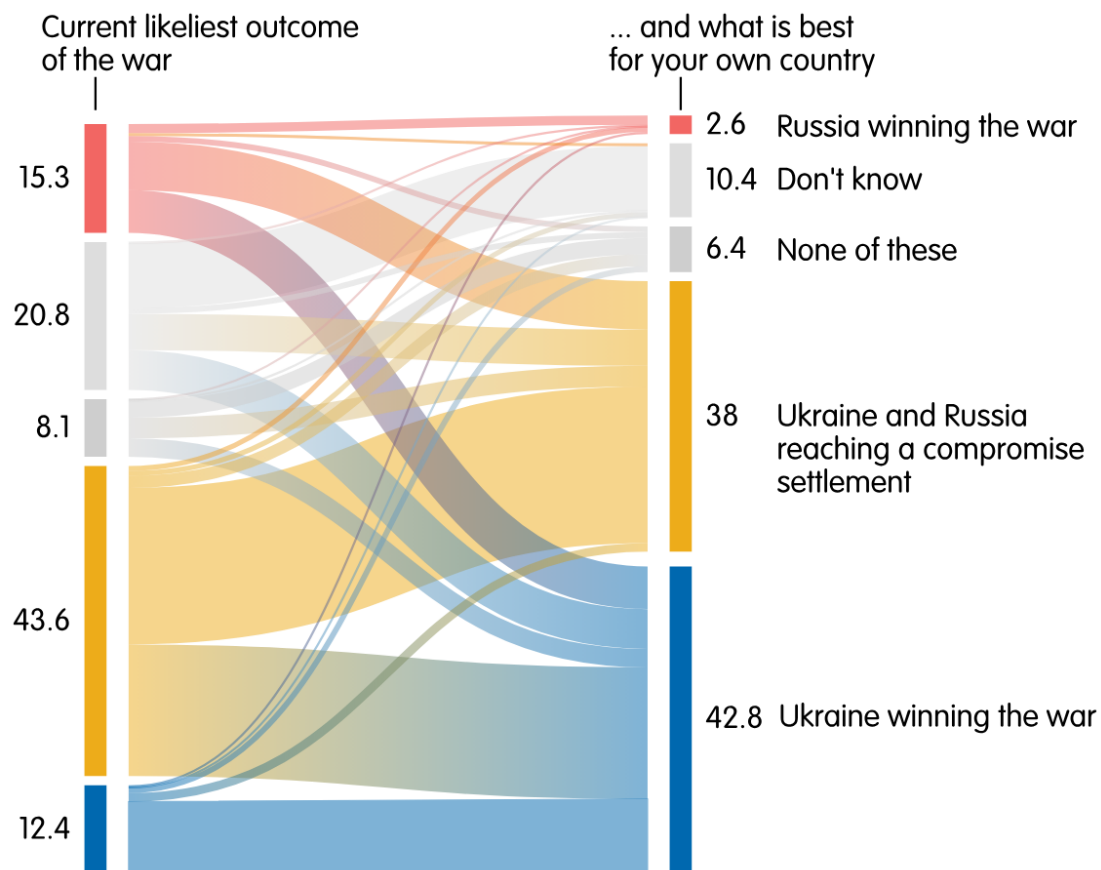 Current likeliest outcome
of the war
... and what is best
for your own country
15.3
20.8
8.1
43.6
12.4
2.6 Russia winning the war
10.4 Don't know
6.4 None of these
38 Ukraine and Russia
reaching a compromise
settlement
42.8 Ukraine winning the war